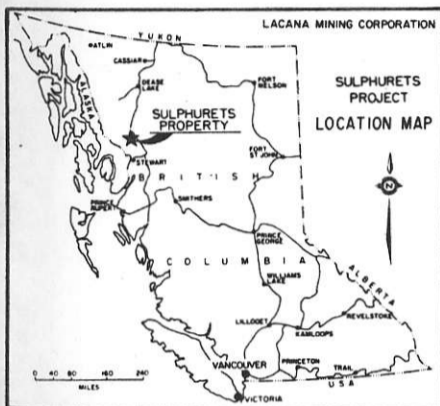 LACANA MINING CORPORATION
YUKON
ATLIN
CASSIAR
DEASE
LAKE
FORT
NELSON
SULPHURETS
PROJECT
LOCATION MAP
ALASKA
SULPHURETS
PROPERTY
STEWART
FORT
ST JOHN
N
BRITISH
SMITHERS
PRINCE
RUPERT
PRINCE
GEORGE
COLUMBIA
ALBERTA
WILLIAMS
LAKE
REVELSTOKE
LILLOOET
KAMLOOPS
VANCOUVER
PRINCETON
TRAIL
USA
0 80 160 240
MILES
VICTORIA